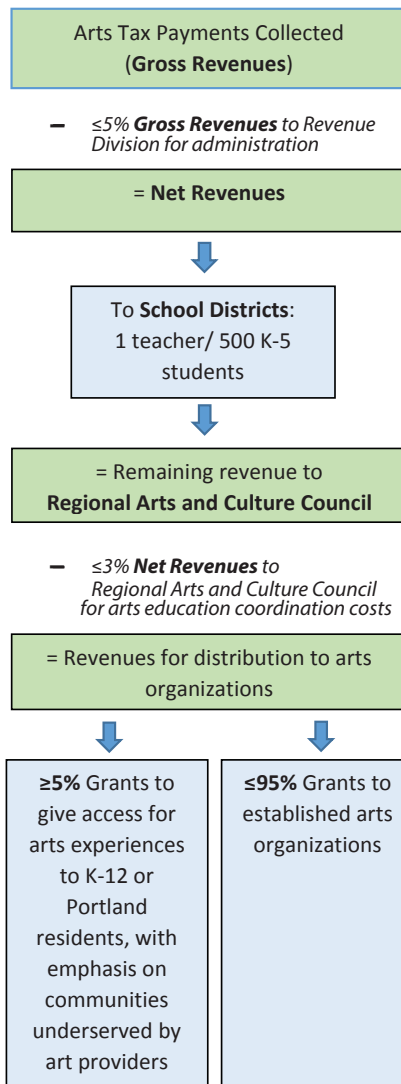 Arts Tax Payments Collected
(Gross Revenues)
– ≤5% Gross Revenues to Revenue
Division for administration
= Net Revenues
To School Districts:
1 teacher/ 500 K-5
students
= Remaining revenue to
Regional Arts and Culture Council
– ≤3% Net Revenues to
Regional Arts and Culture Council
for arts education coordination costs
= Revenues for distribution to arts
organizations
≥5% Grants to
give access for
arts experiences
to K-12 or
Portland
residents, with
emphasis on
communities
underserved by
art providers
≤95% Grants to
established arts
organizations